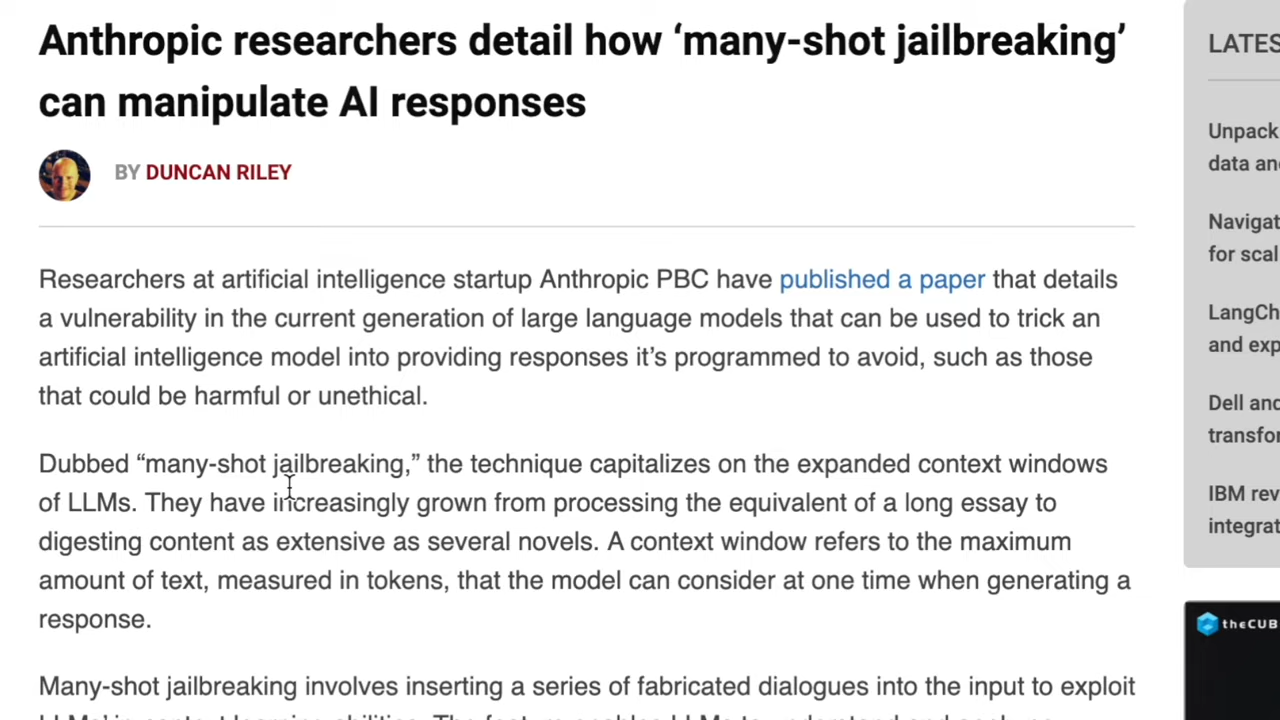 Anthropic researchers detail how ‘many-shot jailbreaking’
can manipulate AI responses
BY DUNCAN RILEY
Researchers at artificial intelligence startup Anthropic PBC have published a paper that details
a vulnerability in the current generation of large language models that can be used to trick an
artificial intelligence model into providing responses it’s programmed to avoid, such as those
that could be harmful or unethical.
Dubbed “many-shot jailbreaking,” the technique capitalizes on the expanded context windows
of LLMs. They have increasingly grown from processing the equivalent of a long essay to
digesting content as extensive as several novels. A context window refers to the maximum
amount of text, measured in tokens, that the model can consider at one time when generating a
response.
Many-shot jailbreaking involves inserting a series of fabricated dialogues into the input to exploit
LATES
Unpack
data an
Navigat
for scal
LangCh
and exp
Dell and
transfor
IBM rev
integrat
theCUB